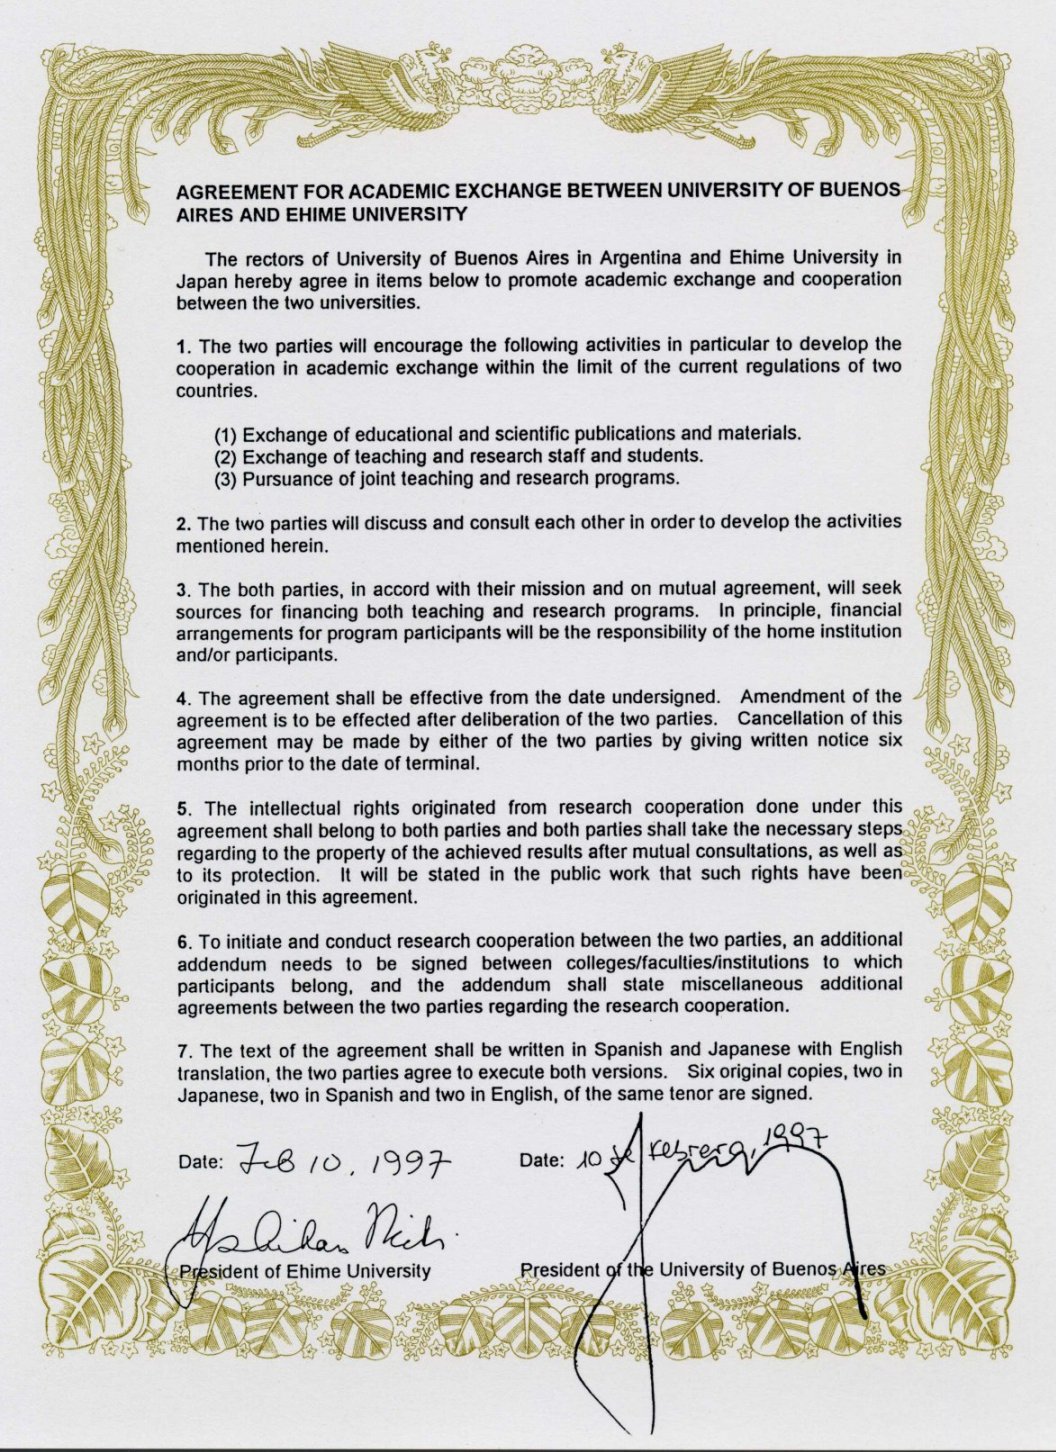 AGREEMENT FOR ACADEMIC EXCHANGE BETWEEN UNIVERSITY OF BUENOS
AIRES AND EHIME UNIVERSITY
The rectors of University of Buenos Aires in Argentina and Ehime University in
Japan hereby agree in items below to promote academic exchange and cooperation
between the two universities.
1. The two parties will encourage the following activities in particular to develop the
cooperation in academic exchange within the limit of the current regulations of two
countries.
(1) Exchange of educational and scientific publications and materials.
(2) Exchange of teaching and research staff and students.
(3) Pursuance of joint teaching and research programs.
2. The two parties will discuss and consult each other in order to develop the activities
mentioned herein.
3. The both parties, in accord with their mission and on mutual agreement, will seek
sources for financing both teaching and research programs. In principle, financial
arrangements for program participants will be the responsibility of the home institution
and/or participants.
4. The agreement shall be effective from the date undersigned. Amendment of the
agreement is to be effected after deliberation of the two parties. Cancellation of this
agreement may be made by either of the two parties by giving written notice six
months prior to the date of terminal.
5. The intellectual rights originated from research cooperation done under this
agreement shall belong to both parties and both parties shall take the necessary steps
regarding to the property of the achieved results after mutual consultations, as well as
to its protection. It will be stated in the public work that such rights have been
originated in this agreement.
6. To initiate and conduct research cooperation between the two parties, an additional
addendum needs to be signed between colleges/faculties/institutions to which
participants belong, and the addendum shall state miscellaneous additional
agreements between the two parties regarding the research cooperation.
7. The text of the agreement shall be written in Spanish and Japanese with English
translation, the two parties agree to execute both versions. Six original copies, two in
Japanese, two in Spanish and two in English, of the same tenor are signed.
Date: Feb 10, 1997 Date: 10 de febrero, 1997
President of Ehime University President of the University of Buenos Aires